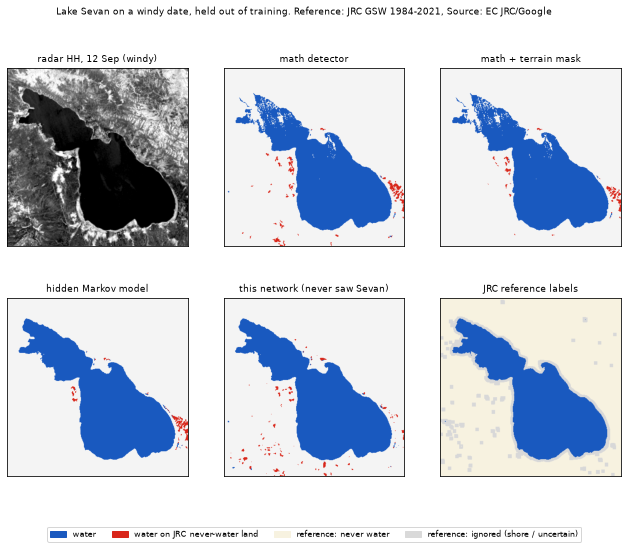 Lake Sevan on a windy date, held out of training. Reference: JRC GSW 1984-2021, Source: EC JRC/Google
radar HH, 12 Sep (windy)
math detector
math + terrain mask
hidden Markov model
this network (never saw Sevan)
JRC reference labels
water
water on JRC never-water land
reference: never water
reference: ignored (shore / uncertain)